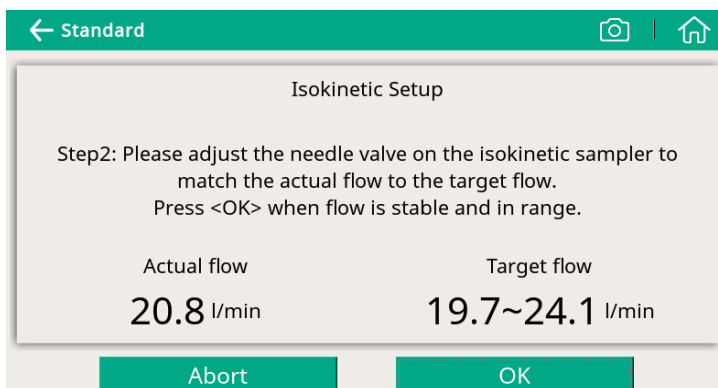 Standard
Isokinetic Setup
Step2: Please adjust the needle valve on the isokinetic sampler to
match the actual flow to the target flow.
Press <OK> when flow is stable and in range.
Actual flow
Target flow
20.8 l/min
19.7~24.1 l/min
Abort
OK